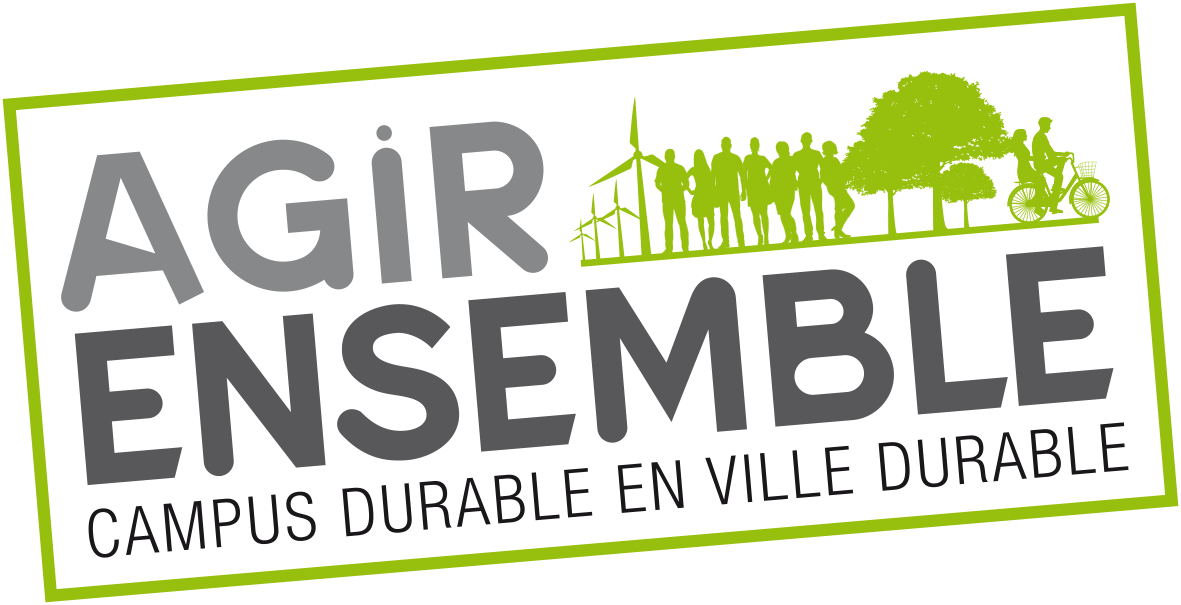 AGiR
ENSEMBLE
CAMPUS DURABLE EN VILLE DURABLE